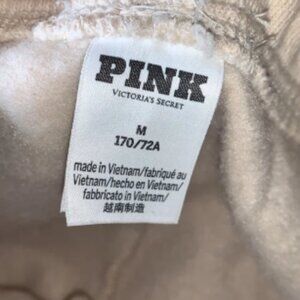 PINK
VICTORIA'S SECRET
M
170/72A
made in Vietnam/fabriqué au
Vietnam/hecho en Vietnam/
fabbricato in Vietnam/
越南制造